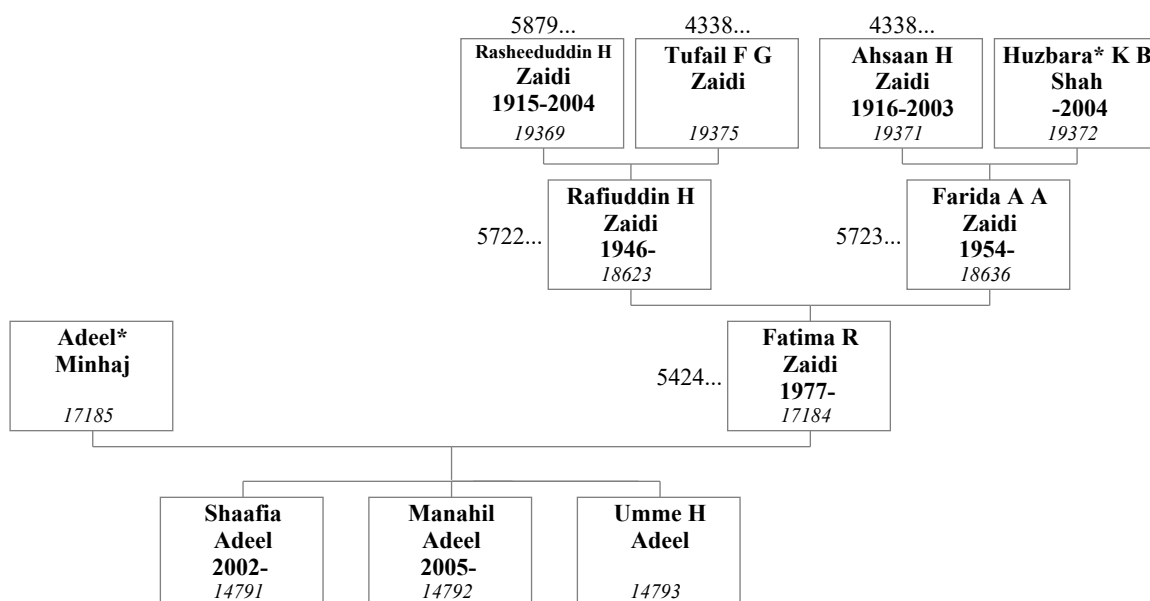 5879...
4338...
4338...
Rasheeduddin H
Zaidi
1915-2004
19369
Tufail F G
Zaidi
19375
Ahsaan H
Zaidi
1916-2003
19371
Huzbara* K B
Shah
-2004
19372
5722...
Rafiuddin H
Zaidi
1946-
18623
5723...
Farida A A
Zaidi
1954-
18636
Adeel*
Minhaj
17185
5424...
Fatima R
Zaidi
1977-
17184
Shaafia
Adeel
2002-
14791
Manahil
Adeel
2005-
14792
Umme H
Adeel
14793